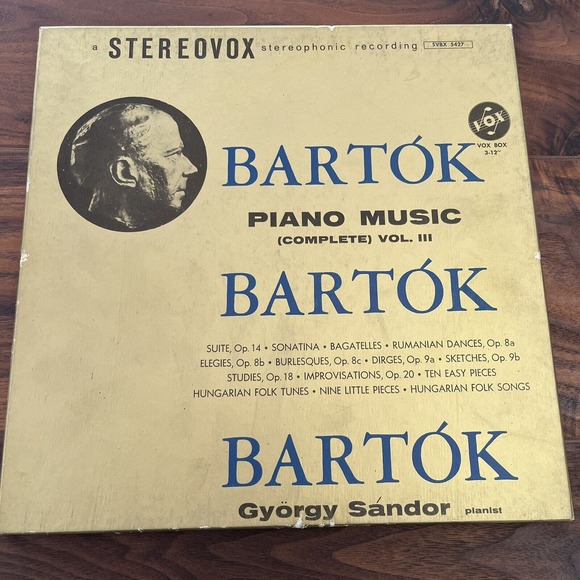 a STEREOVOX stereophonic recording SVBX 5427
VOX
VOX BOX
3-12"
BARTÓK
PIANO MUSIC
(COMPLETE) VOL. III
BARTÓK
SUITE, Op. 14 • SONATINA • BAGATELLES • RUMANIAN DANCES, Op. 8a
ELEGIES, Op. 8b • BURLESQUES, Op. 8c • DIRGES, Op. 9a • SKETCHES, Op. 9b
STUDIES, Op. 18 • IMPROVISATIONS, Op. 20 • TEN EASY PIECES
HUNGARIAN FOLK TUNES • NINE LITTLE PIECES • HUNGARIAN FOLK SONGS
BARTÓK
György Sándor pianist